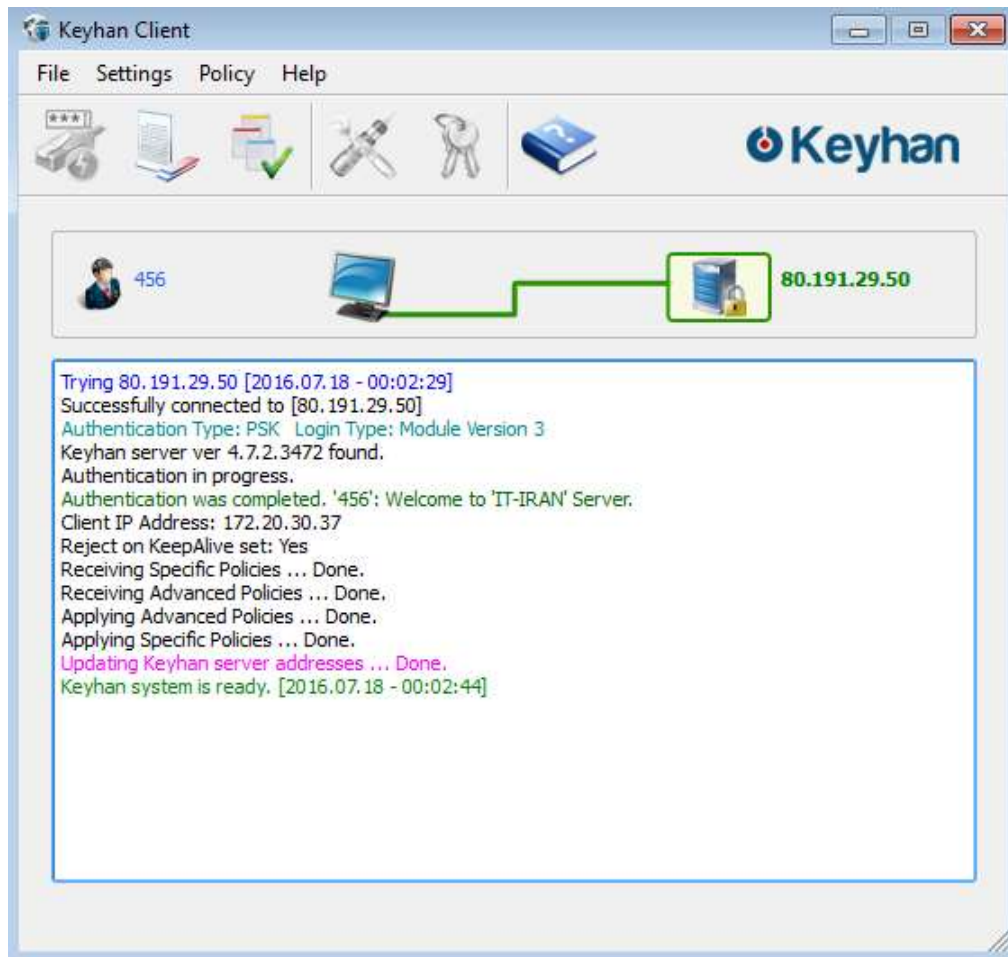 Keyhan Client
File Settings Policy Help
***
Keyhan
456
80.191.29.50
Trying 80.191.29.50 [2016.07.18 - 00:02:29]
Successfully connected to [80.191.29.50]
Authentication Type: PSK Login Type: Module Version 3
Keyhan server ver 4.7.2.3472 found.
Authentication in progress.
Authentication was completed. '456': Welcome to 'IT-IRAN' Server.
Client IP Address: 172.20.30.37
Reject on KeepAlive set: Yes
Receiving Specific Policies ... Done.
Receiving Advanced Policies ... Done.
Applying Advanced Policies ... Done.
Applying Specific Policies ... Done.
Updating Keyhan server addresses ... Done.
Keyhan system is ready. [2016.07.18 - 00:02:44]